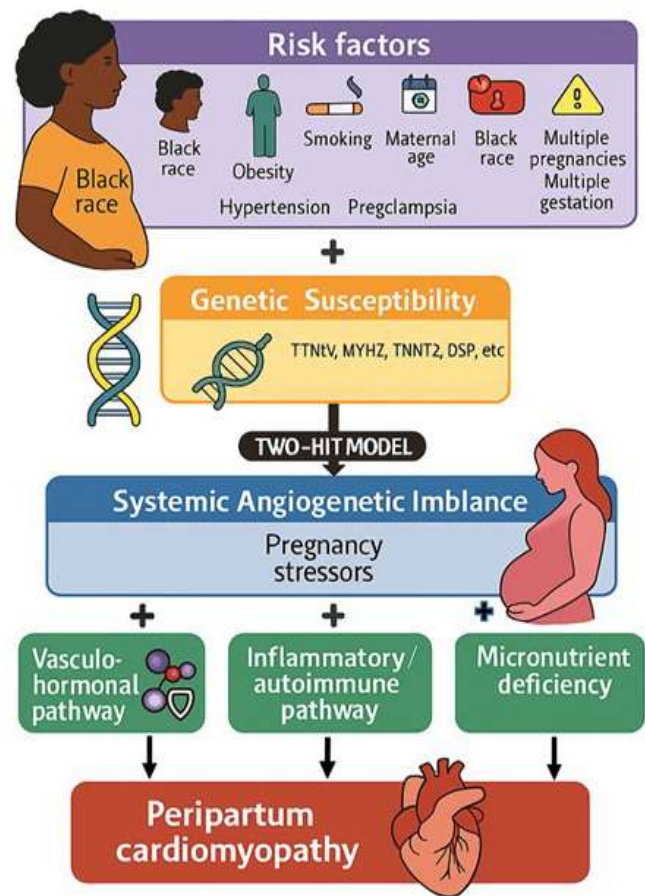 Risk factors
Black race
Black race
Obesity
Smoking
Maternal age
Black race
Multiple pregnancies
Multiple gestation
Hypertension
Pregclampsia
+
Genetic Susceptibility
TTNtV, MYHZ, TNNT2, DSP, etc
TWO-HIT MODEL
Systemic Angiogenetic Imblance
Pregnancy
stressors
+ + +
Vasculo-
hormonal
pathway
Inflammatory/
autoimmune
pathway
Micronutrient
deficiency
Peripartum
cardiomyopathy